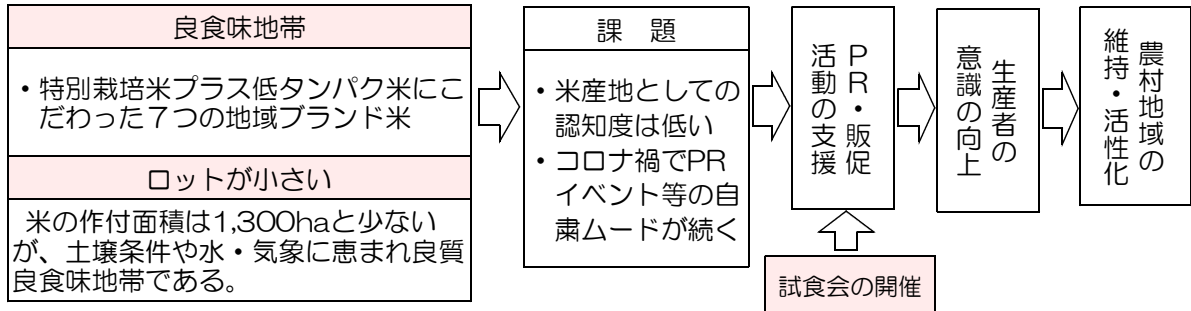 良食味地帯
・特別栽培米プラス低タンパク米にこ
だわった７つの地域ブランド米
ロットが小さい
米の作付面積は1,300haと少ない
が、土壌条件や水・気象に恵まれ良質
良食味地帯である。
課　題
・米産地としての
認知度は低い
・コロナ禍でPR
イベント等の自
粛ムードが続く
ＰＲ・販促
活動の支援
試食会の開催
生産者の
意識の向上
農村地域の
維持・活性化